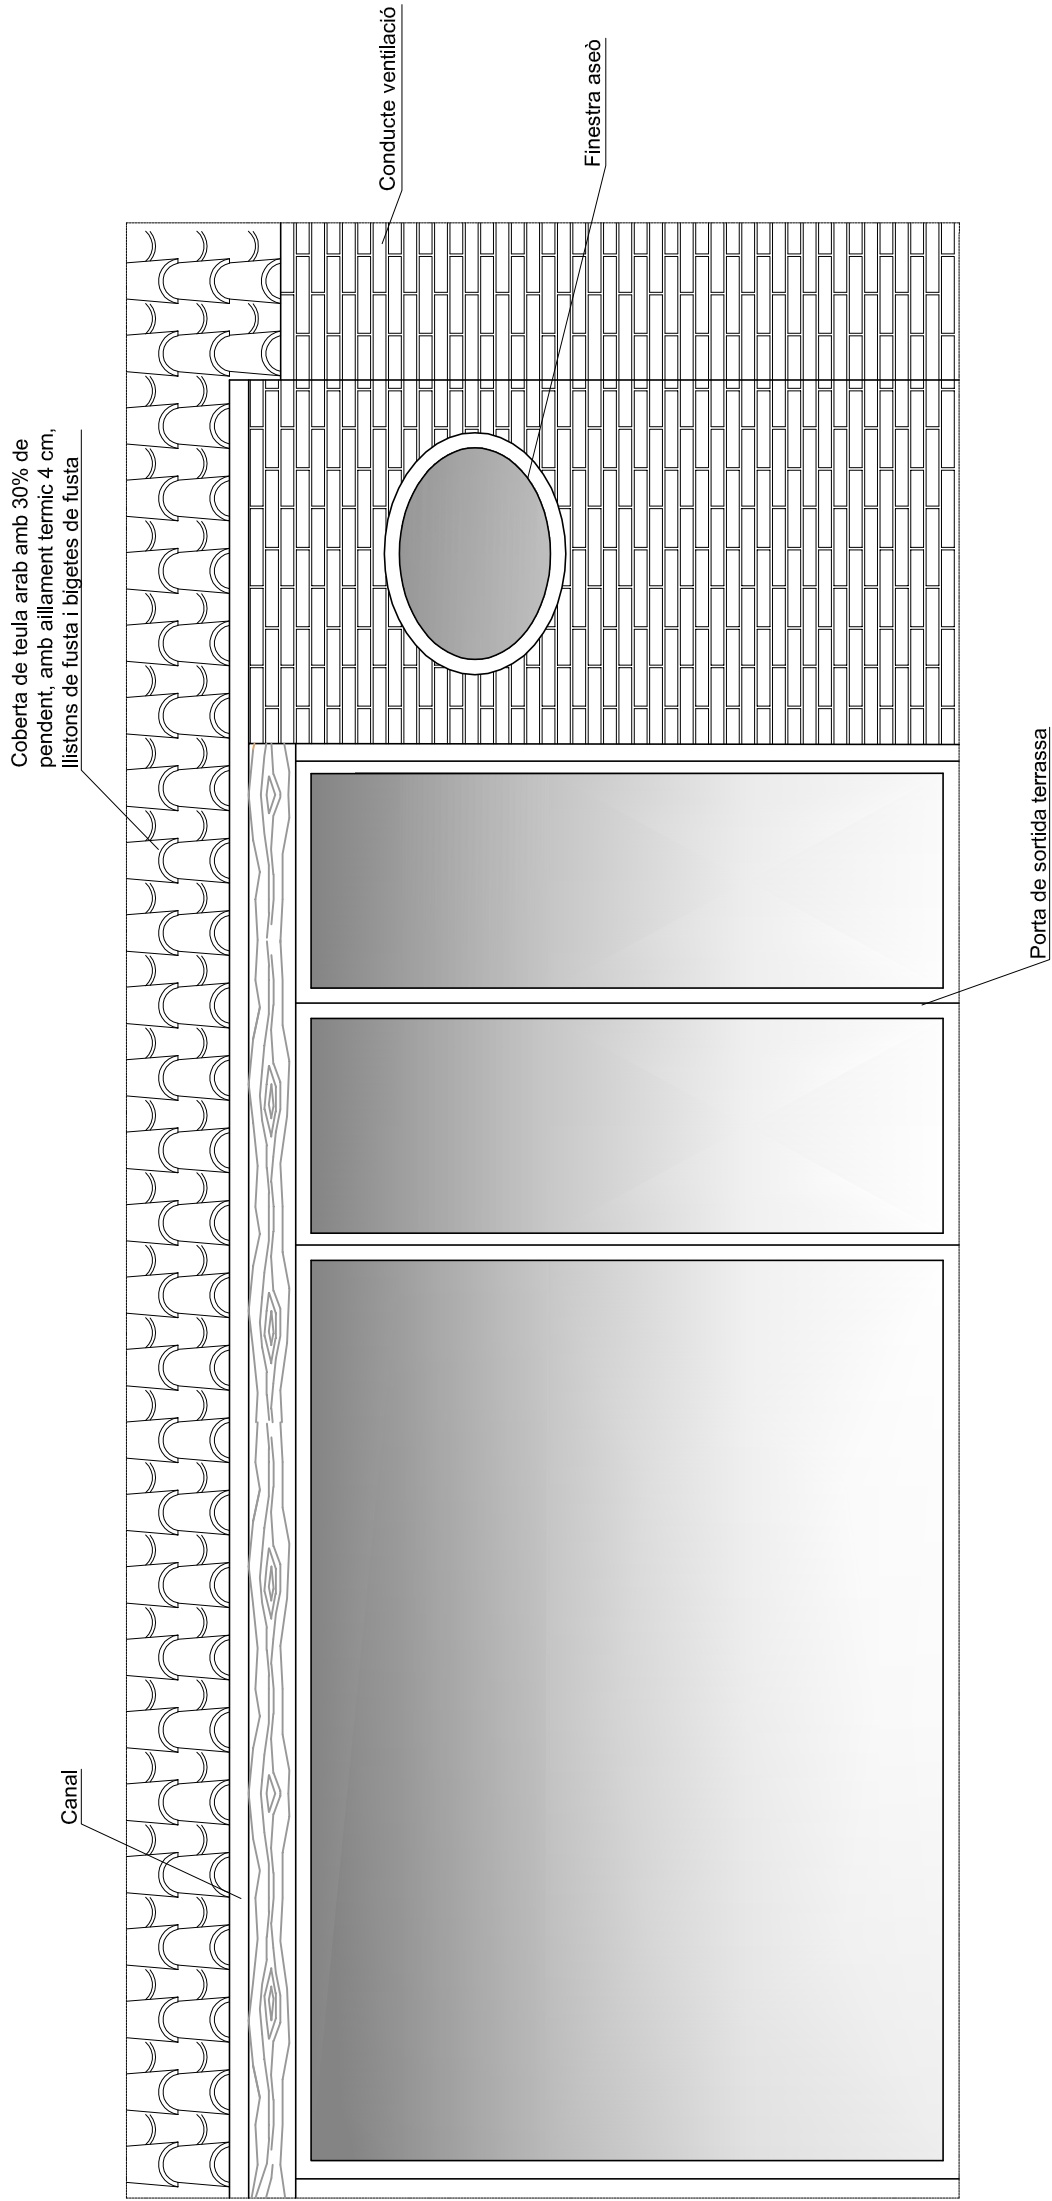 Canal
Coberta de teula arab amb 30% de
pendent, amb aillament termic 4 cm,
llistons de fusta i bigetes de fusta
Conducte ventilació
Finestra aseò
Porta de sortida terrassa